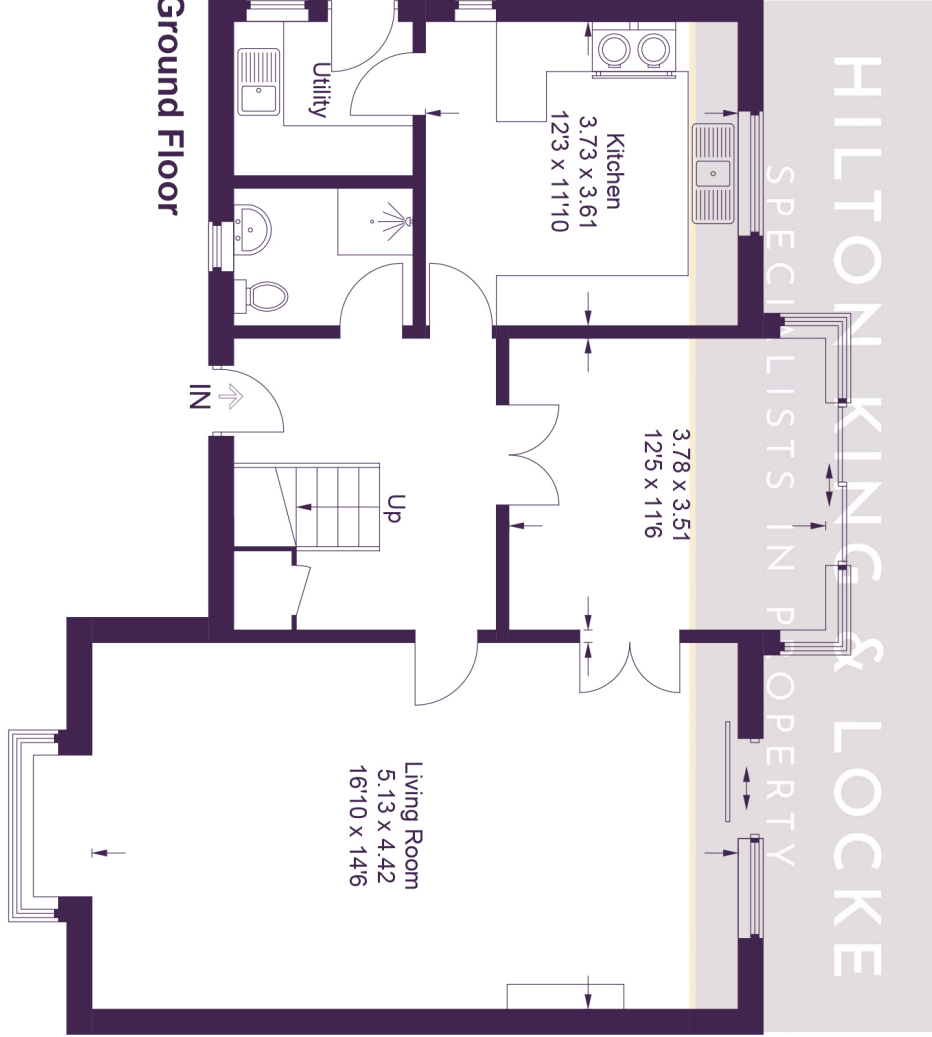 HILTON KING & LOCKE
SPECIALISTS IN PROPERTY
3.78 x 3.51
12'5 x 11'6
Kitchen
3.73 x 3.61
12'3 x 11'10
Living Room
5.13 x 4.42
16'10 x 14'6
Up
Utility
IN
Ground Floor